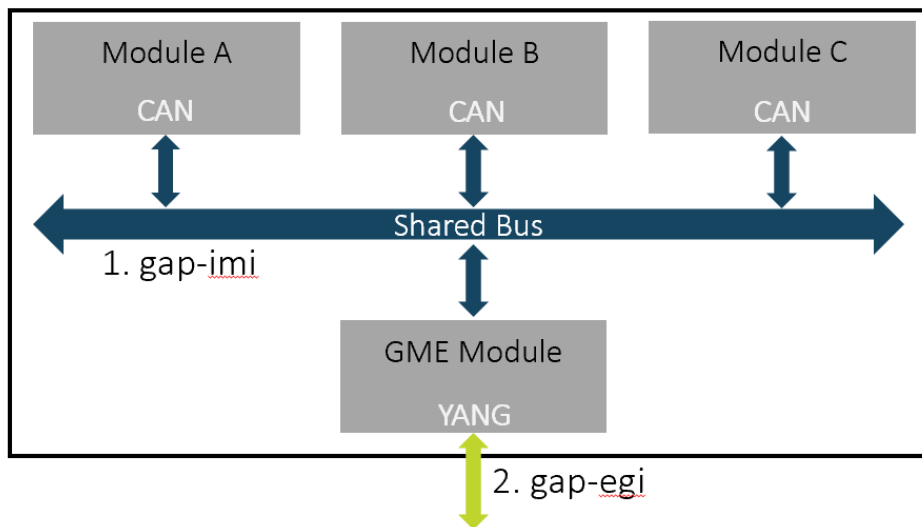 Module A
CAN
Module B
CAN
Module C
CAN
Shared Bus
1. gap-imi
GME Module
YANG
2. gap-egi